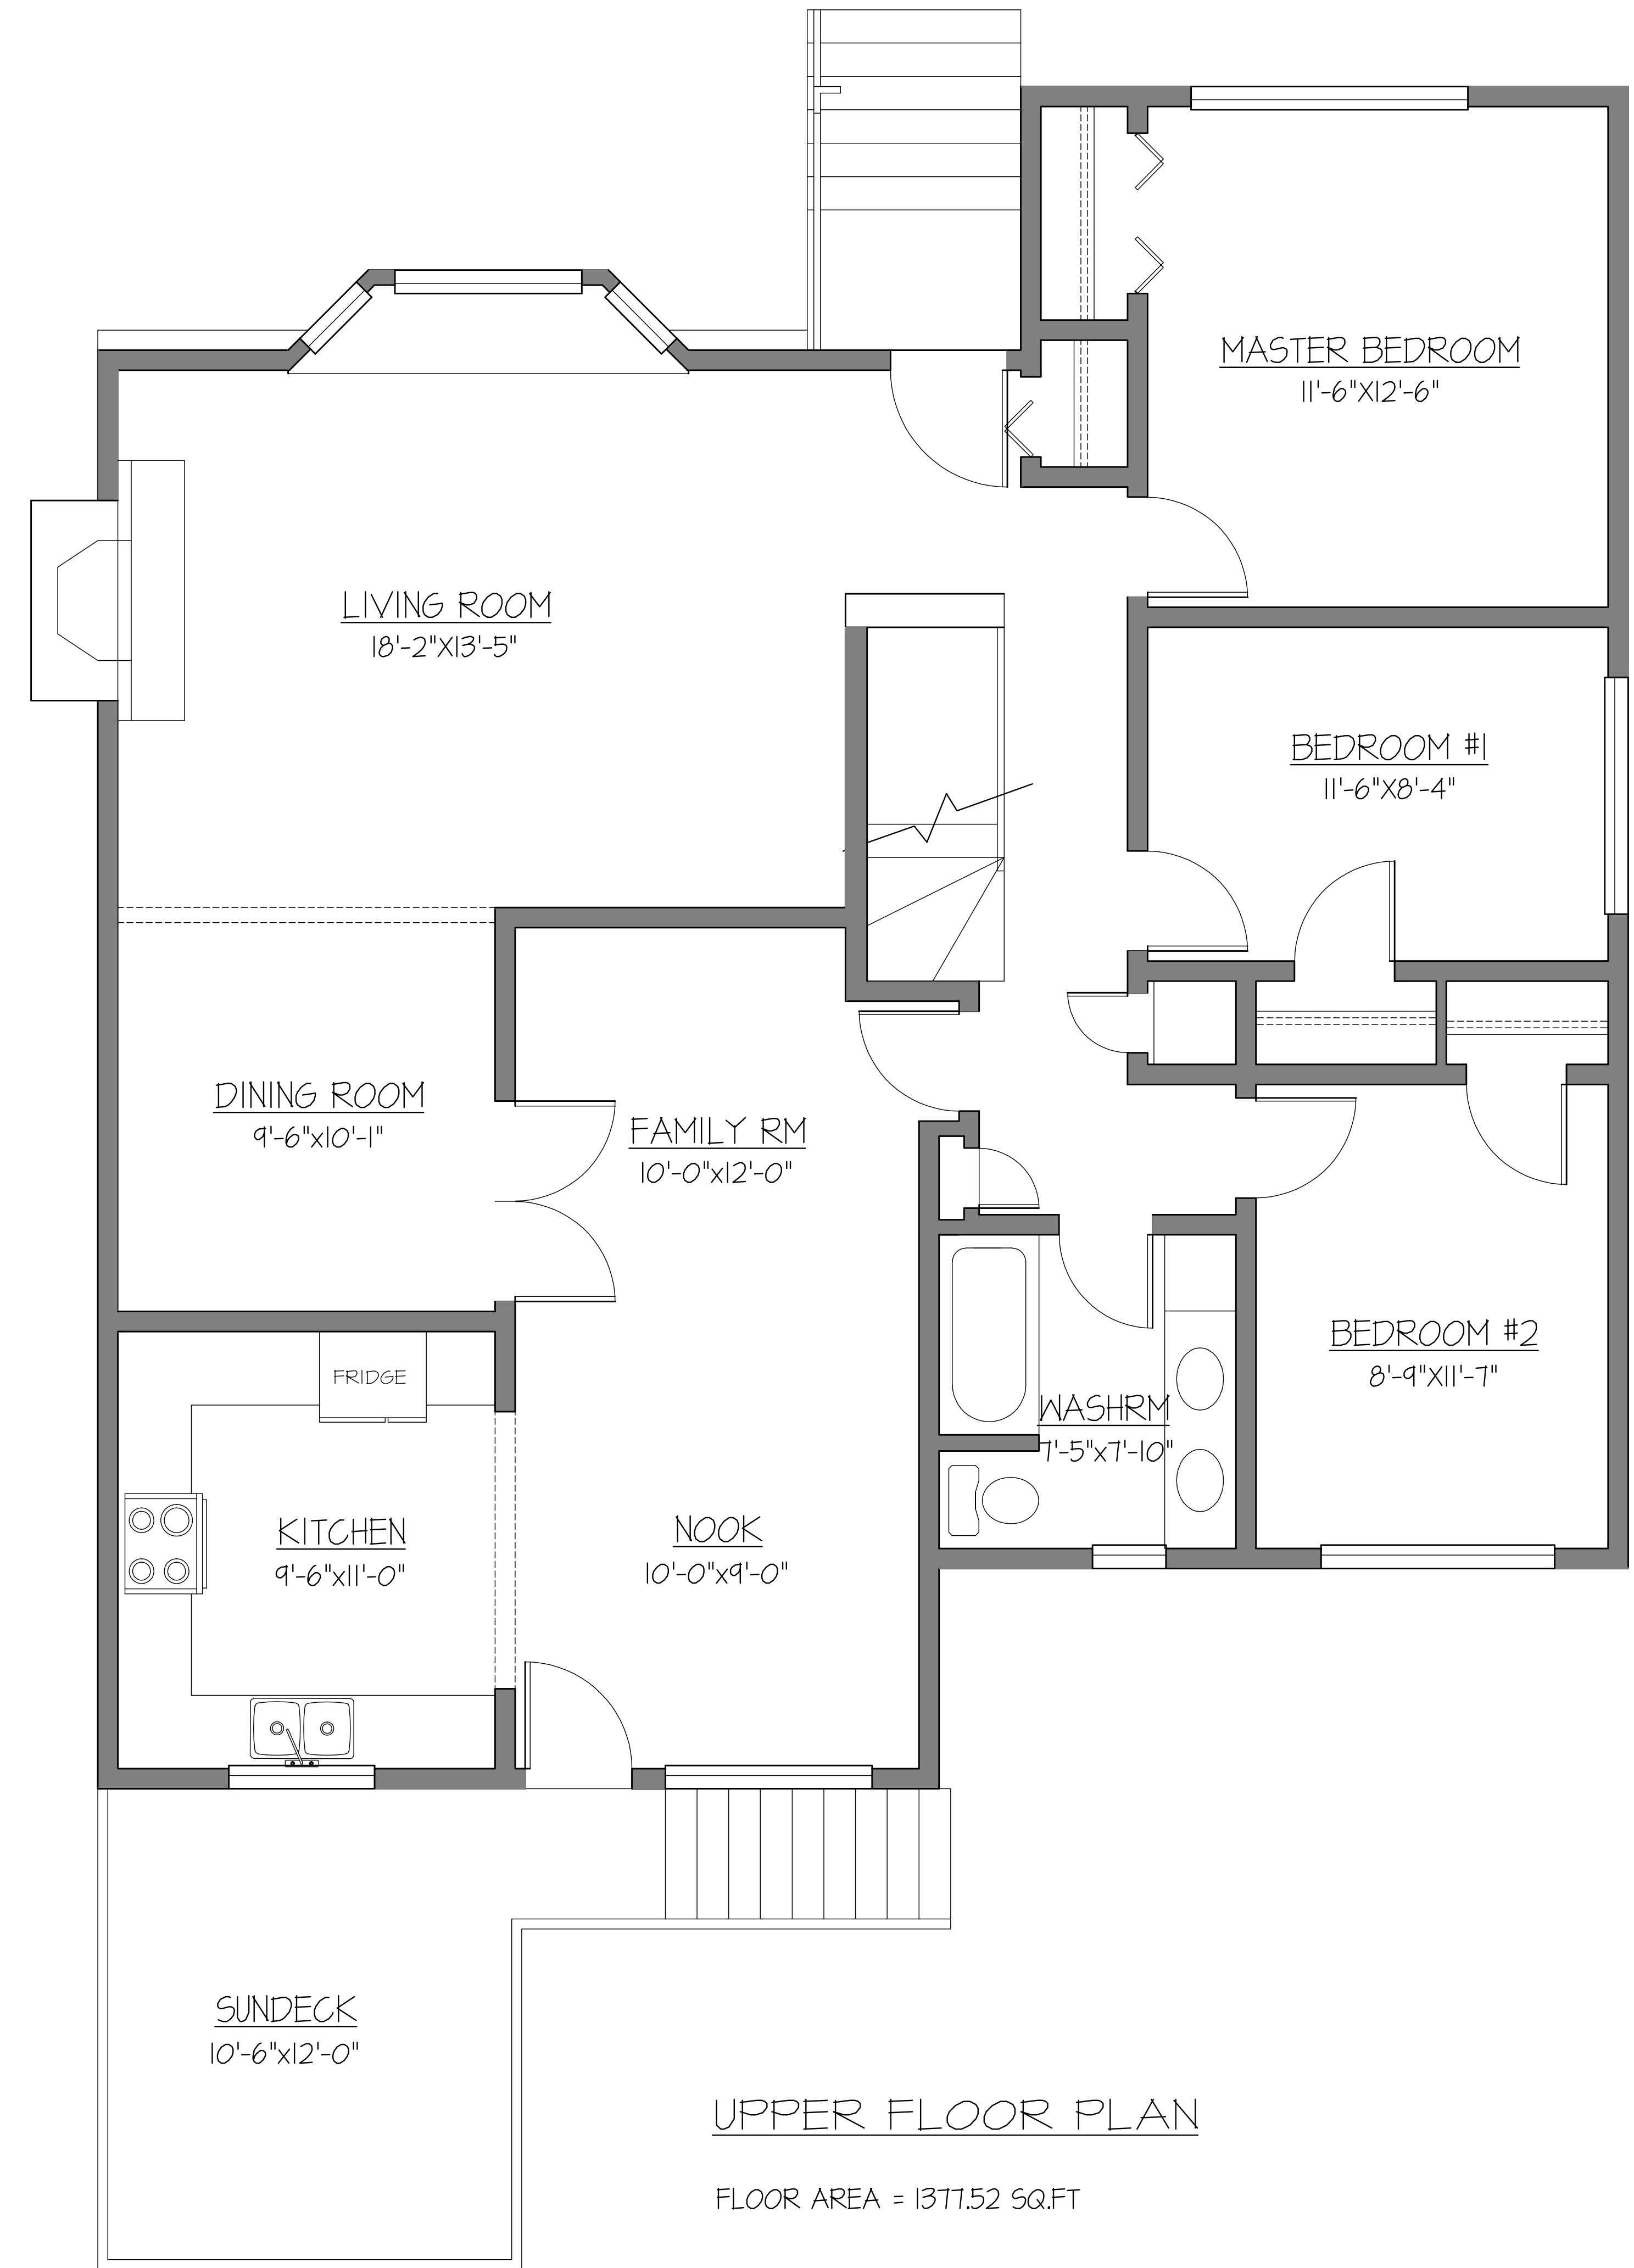 MASTER BEDROOM
11'-6"X12'-6"
LIVING ROOM
18'-2"X13'-5"
BEDROOM #1
11'-6"X8'-4"
DINING ROOM
9'-6"x10'-1"
FAMILY RM
10'-0"x12'-0"
BEDROOM #2
8'-9"X11'-7"
FRIDGE
WASHRM
7'-5"x7'-10"
KITCHEN
9'-6"x11'-0"
NOOK
10'-0"x9'-0"
SUNDECK
10'-6"x12'-0"
UPPER FLOOR PLAN
FLOOR AREA = 1377.52 SQ.FT